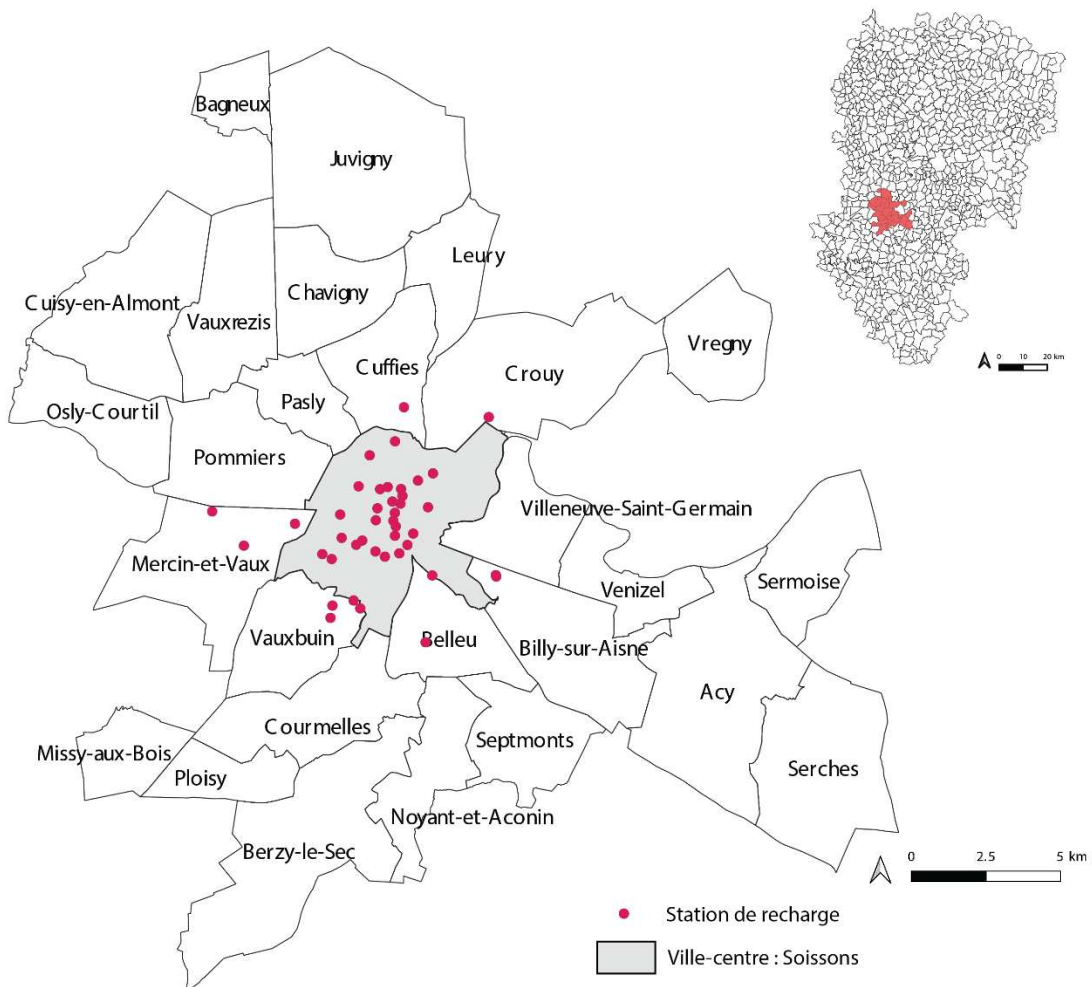 Bagneux
Juvigny
Leury
Chavigny
Cuisy-en-Almont
Vauxrezis
Vregny
Cuffies
Crouy
0 10 20 km
Pasly
Osly-Courtil
Pommiers
Villeneuve-Saint-Germain
Mercin-et-Vaux
Venizel
Sermoise
Vauxbuin
Belleu
Billy-sur-Aisne
Acy
Courmelles
Septmonts
Missy-aux-Bois
Ploisy
Serches
Noyant-et-Aconin
Berzy-le-Sec
0 2.5 5 km
Station de recharge
Ville-centre : Soissons